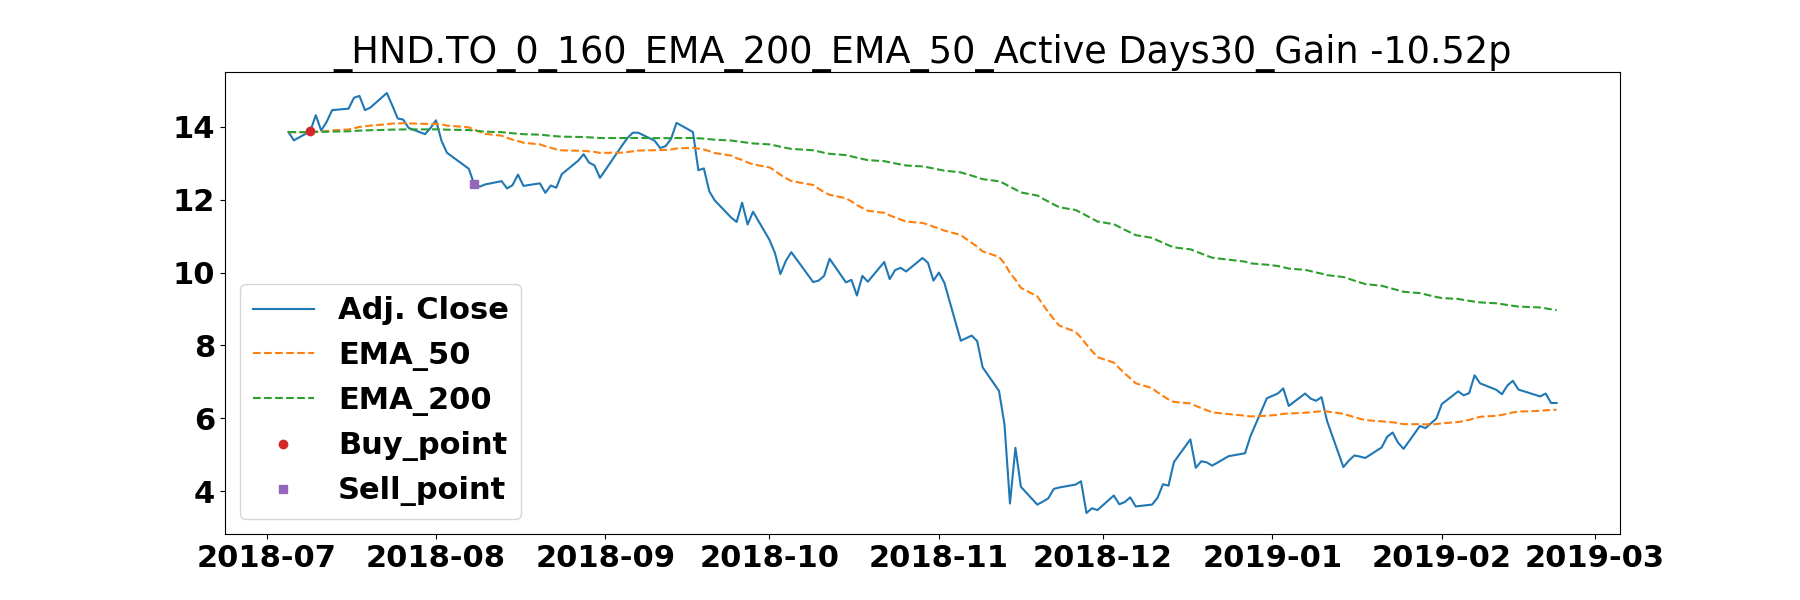 _HND.TO_0_160_EMA_200_EMA_50_Active Days30_Gain -10.52p
14
12
10
8
6
4
Adj. Close
EMA_50
EMA_200
Buy_point
Sell_point
2018-07 2018-08 2018-09 2018-10 2018-11 2018-12 2019-01 2019-02 2019-03